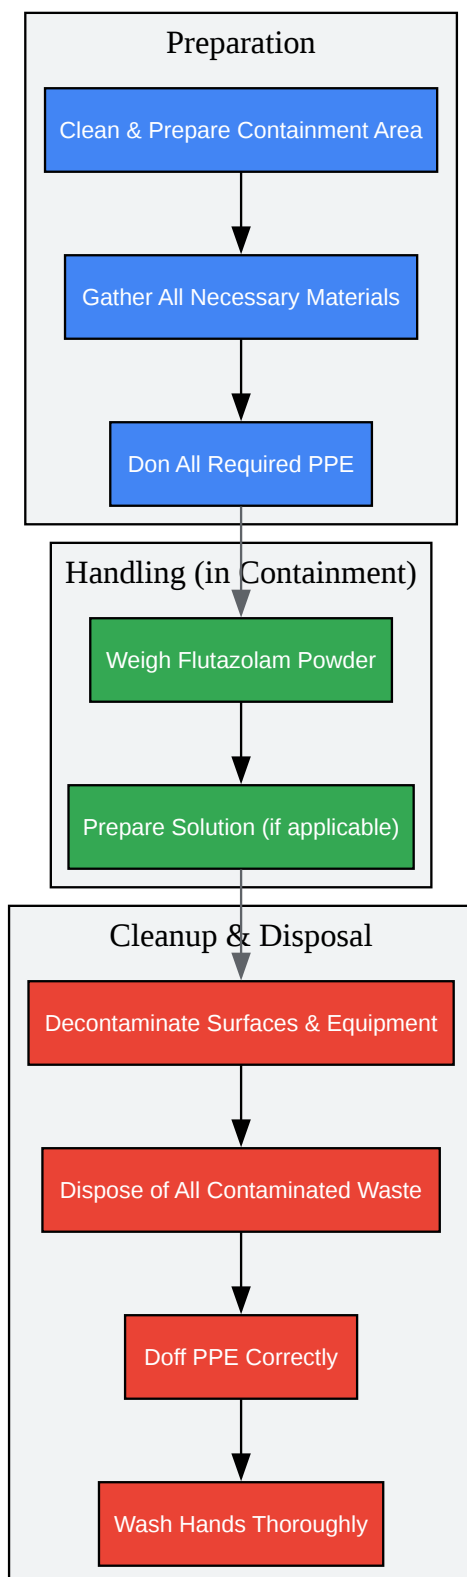 Preparation
Clean & Prepare Containment Area
Gather All Necessary Materials
Don All Required PPE
Handling (in Containment)
Weigh Flutazolam Powder
Prepare Solution (if applicable)
Cleanup & Disposal
Decontaminate Surfaces & Equipment
Dispose of All Contaminated Waste
Doff PPE Correctly
Wash Hands Thoroughly